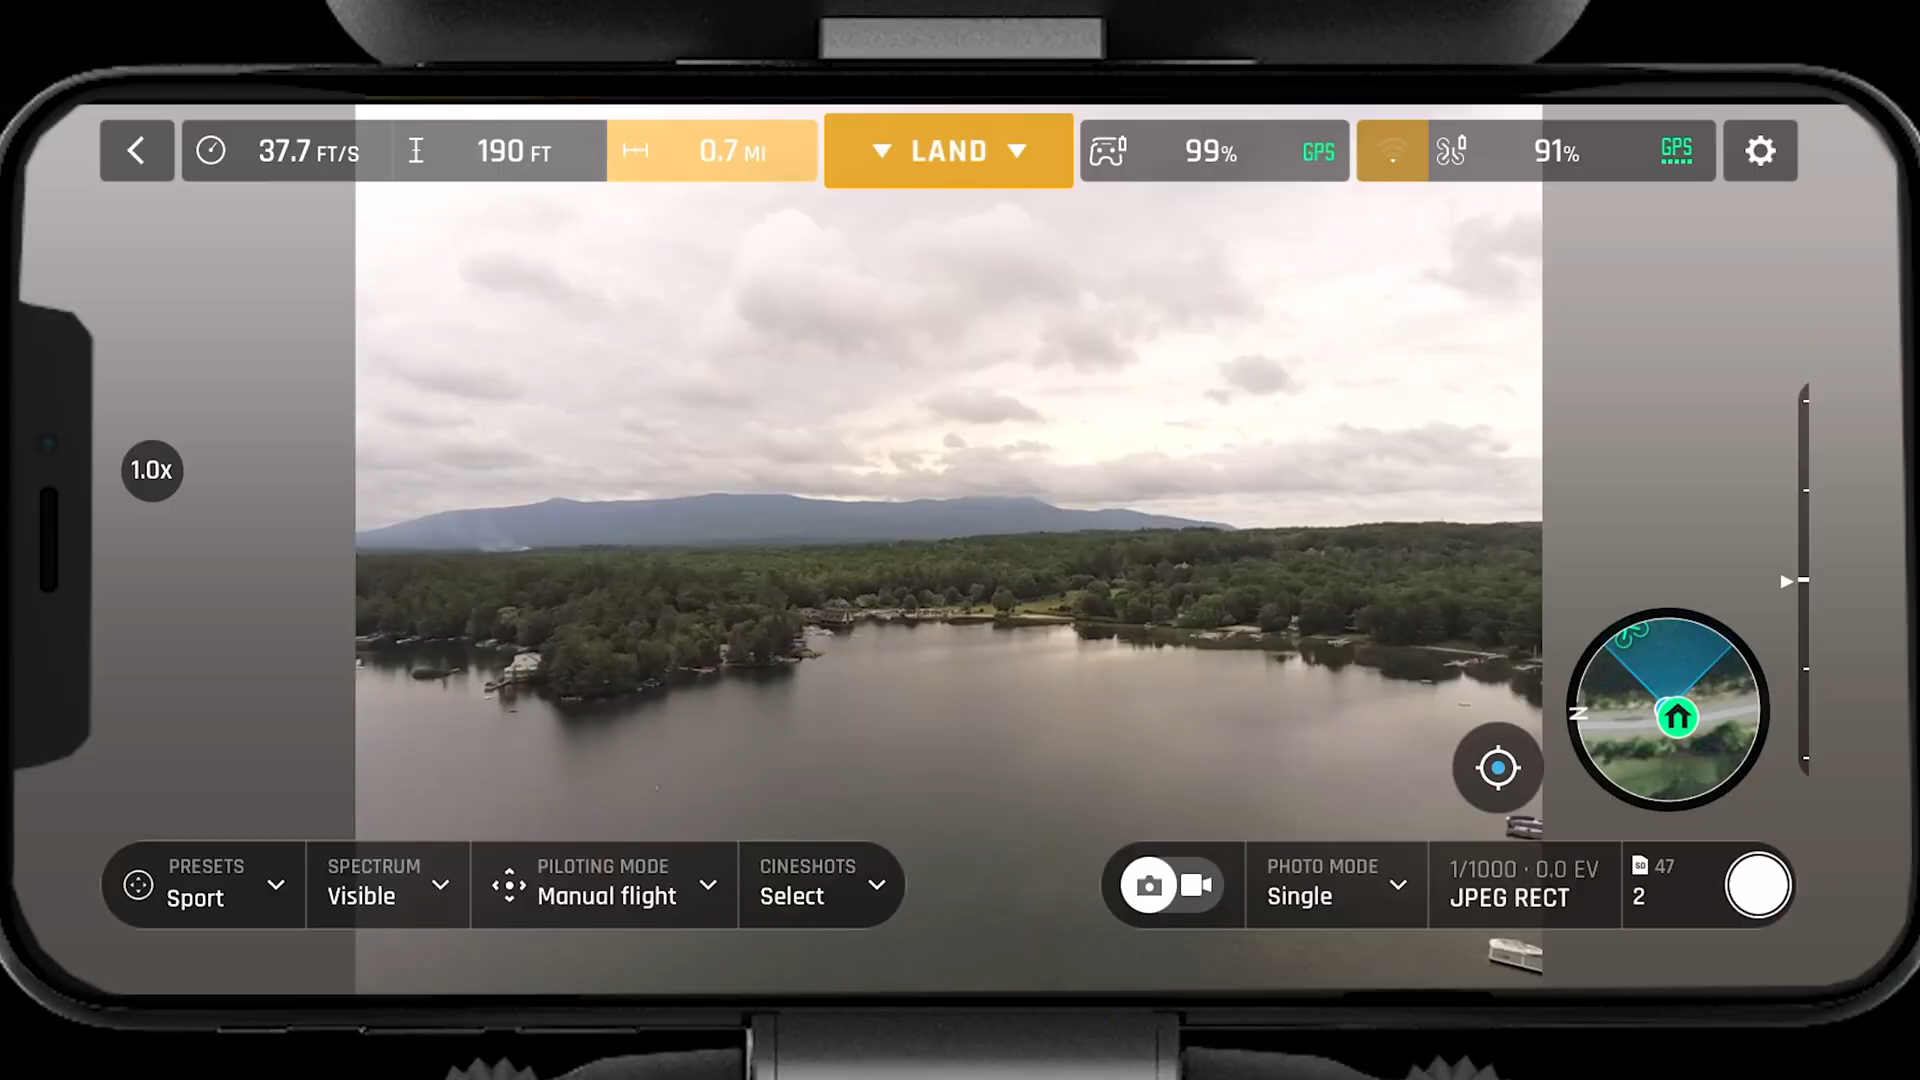 37.7 FT/S
190 FT
0.7 MI
LAND
99%
GPS
91%
GPS
1.0x
N
PRESETS
Sport
SPECTRUM
Visible
PILOTING MODE
Manual flight
CINESHOTS
Select
PHOTO MODE
Single
1/1000 · 0.0 EV
JPEG RECT
SD 47
2